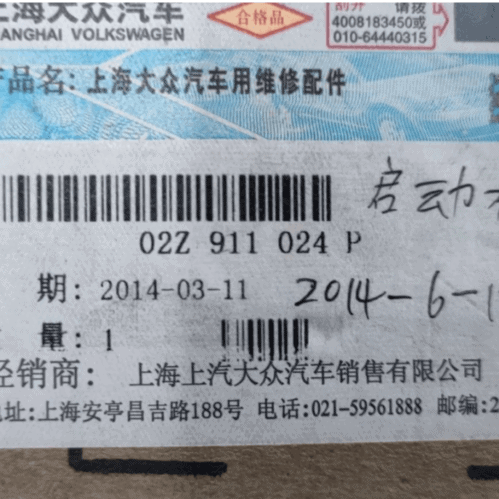 上海大众汽车
SHANGHAI VOLKSWAGEN
合格品
请拨
4008183450或
010-64440315
产品名: 上海大众汽车用维修配件
启动
02Z 911 024 P
期: 2014-03-11
2014-6-1
量: 1
经销商: 上海上汽大众汽车销售有限公司
地址:上海安亭昌吉路188号 电话:021-59561888 邮编:2